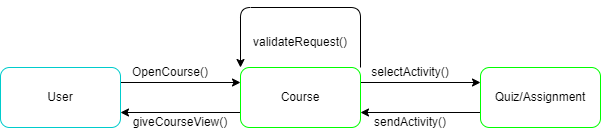 validateRequest()
OpenCourse()
selectActivity()
User
Course
Quiz/Assignment
giveCourseView()
sendActivity()